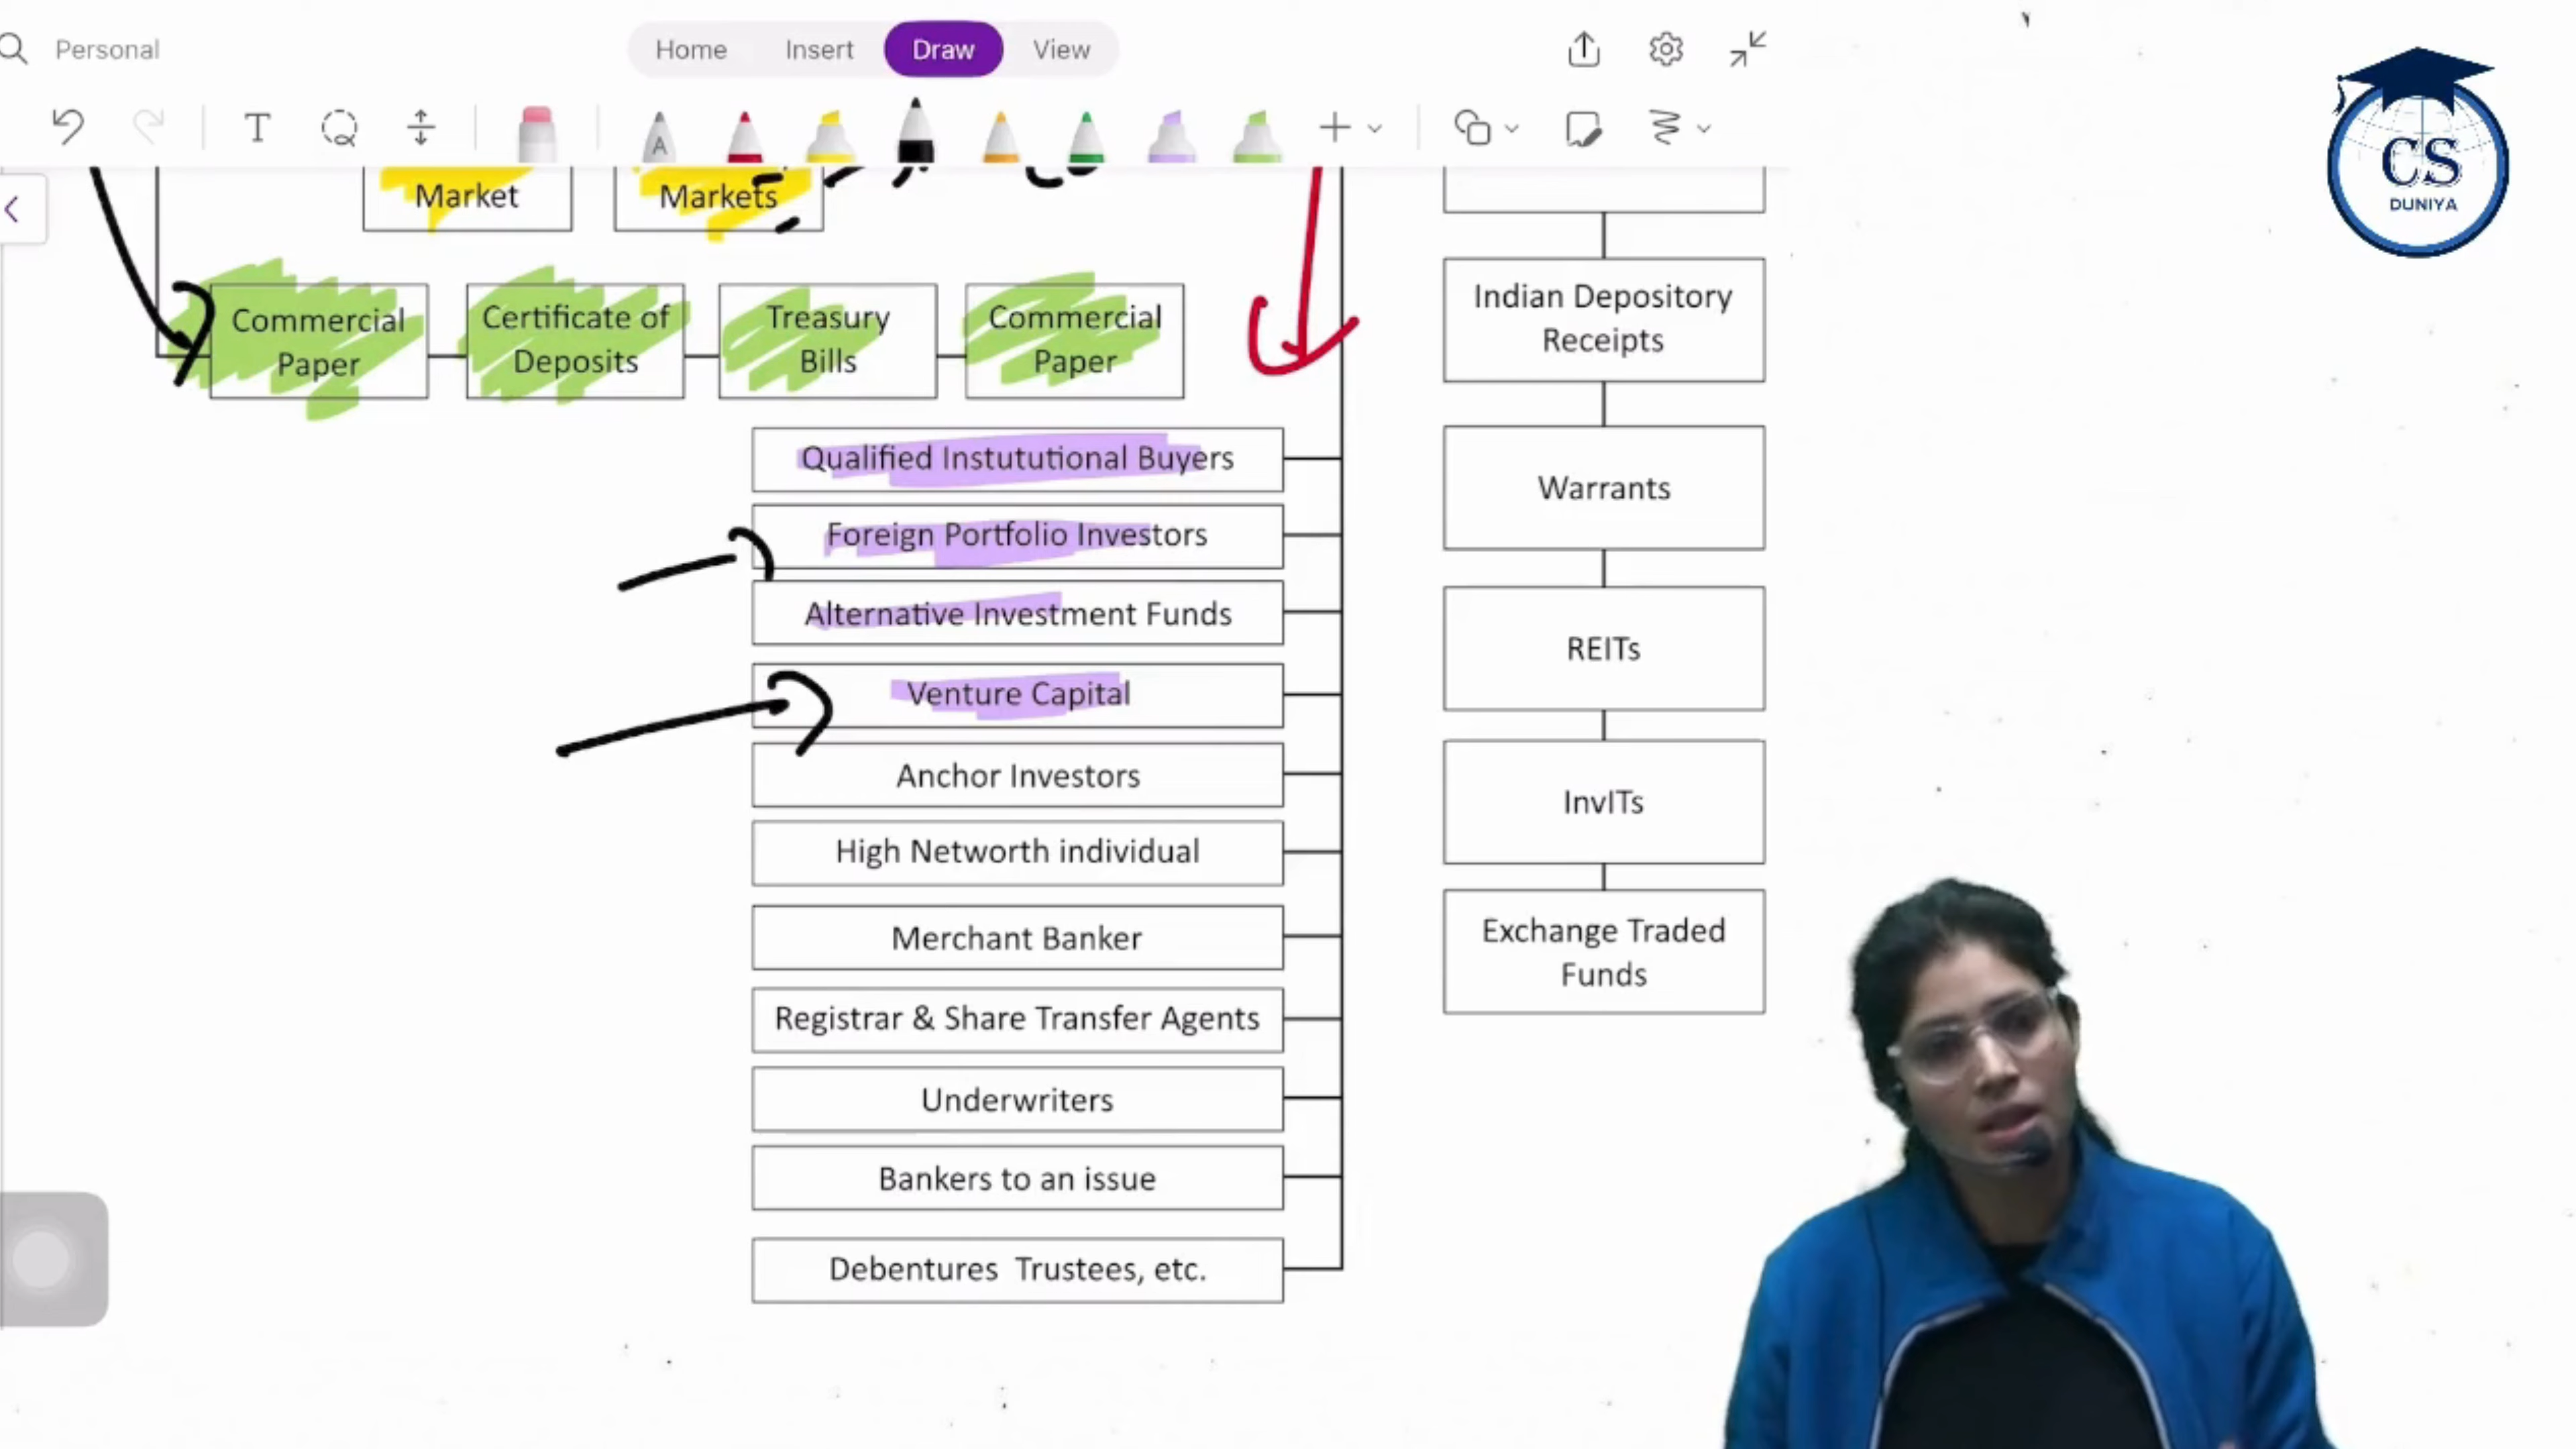 Personal
Home
Insert
Draw
View
T
A
CS
DUNIYA
Market
Markets
Commercial
Paper
Certificate of
Deposits
Treasury
Bills
Commercial
Paper
Qualified Instutional Buyers
Foreign Portfolio Investors
Alternative Investment Funds
Venture Capital
Anchor Investors
High Networth individual
Merchant Banker
Registrar & Share Transfer Agents
Underwriters
Bankers to an issue
Debentures Trustees, etc.
Indian Depository
Receipts
Warrants
REITs
InvITs
Exchange Traded
Funds